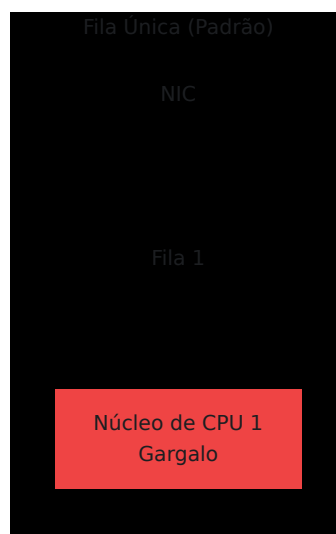 Fila Única (Padrão)
NIC
Fila 1
Núcleo de CPU 1
Gargalo